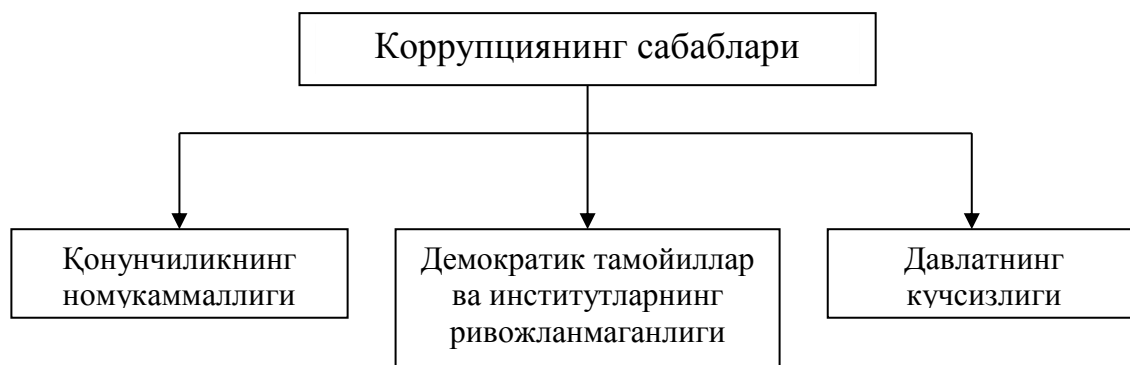 Коррупциянинг сабаблари
Қонунчиликнинг
номукаммаллиги
Демократик тамойиллар
ва институтларнинг
ривожланмаганлиги
Давлатнинг
кучсизлиги